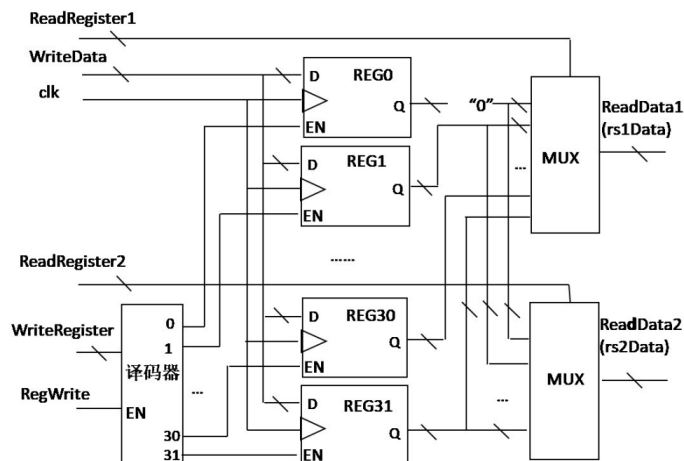 ReadRegister1
WriteData
clk
D REG0
Q
EN
"0"
ReadData1
(rs1Data)
MUX
...
D REG1
Q
EN
......
ReadRegister2
WriteRegister
RegWrite
译码器
EN
0
1
...
30
31
D REG30
Q
EN
D REG31
Q
EN
ReadData2
(rs2Data)
MUX
...